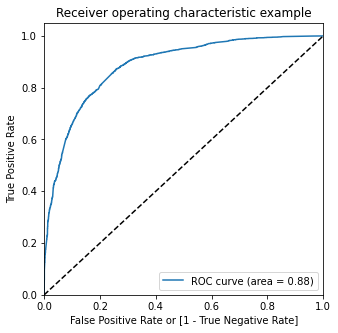 Receiver operating characteristic example
True Positive Rate
1.0
0.8
0.6
0.4
0.2
0.0
ROC curve (area = 0.88)
0.0 0.2 0.4 0.6 0.8 1.0
False Positive Rate or [1 - True Negative Rate]